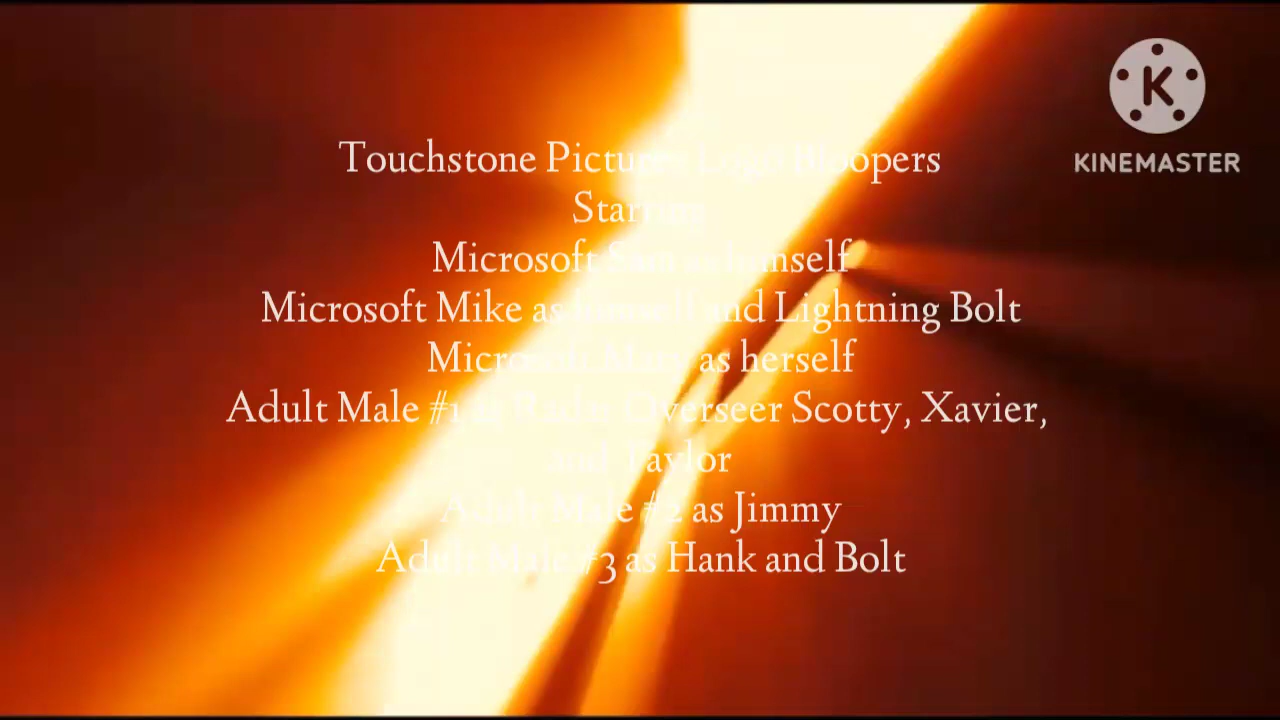 Touchstone Pictures Logo Bloopers
Starring
Microsoft Sam as himself
Microsoft Mike as himself and Lightning Bolt
Microsoft Mary as herself
Adult Male #1 as Overseer Scotty, Xavier,
and Taylor
Adult Male #2 as Jimmy
Adult Male #3 as Hank and Bolt
K
KINEMASTER